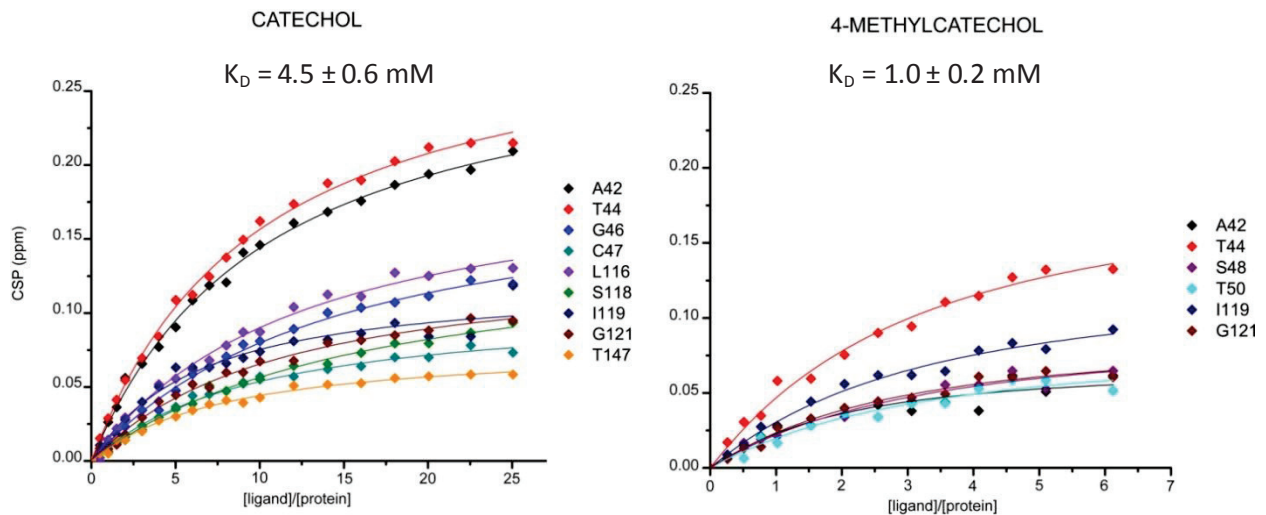 CATECHOL
K_D = 4.5 ± 0.6 mM
0.25
0.20
0.15
0.10
0.05
0.00
CSP (ppm)
0 5 10 15 20 25
[ligand]/[protein]
A42
T44
G46
C47
L116
S118
I119
G121
T147
4-METHYLCATECHOL
K_D = 1.0 ± 0.2 mM
0.25
0.20
0.15
0.10
0.05
0.00
0 1 2 3 4 5 6 7
[ligand]/[protein]
A42
T44
S48
T50
I119
G121